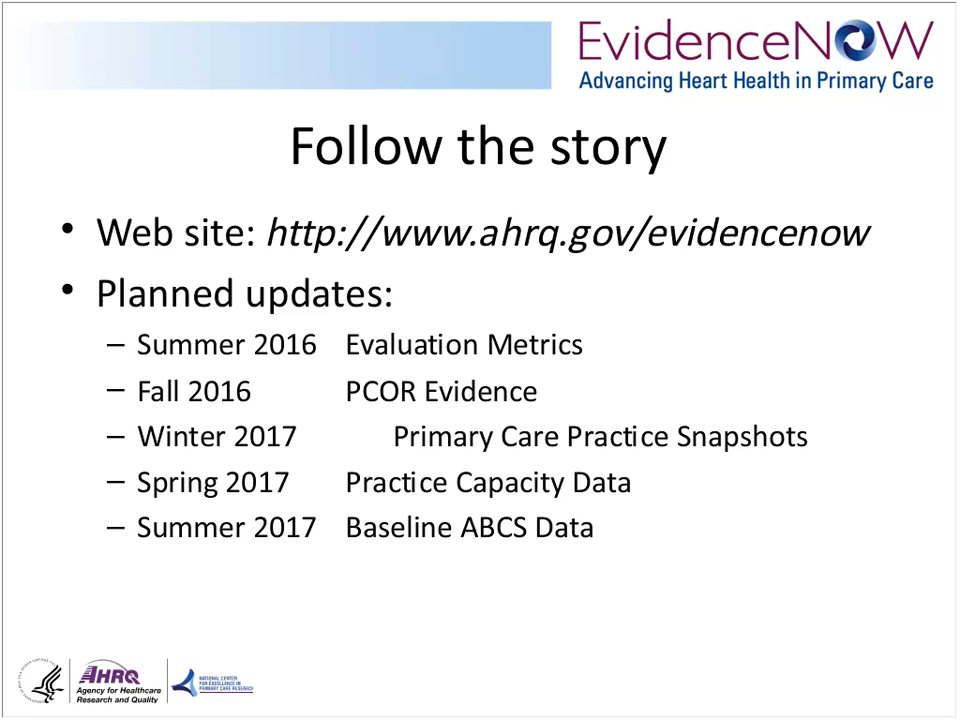 EvidenceNOW
Advancing Heart Health in Primary Care
Follow the story
• Web site: http://www.ahrq.gov/evidencenow
• Planned updates:
– Summer 2016 Evaluation Metrics
– Fall 2016 PCOR Evidence
– Winter 2017 Primary Care Practice Snapshots
– Spring 2017 Practice Capacity Data
– Summer 2017 Baseline ABCS Data
AHRQ
Agency for Healthcare
Research and Quality
NATIONAL CENTER
FOR EXCELLENCE IN
PRIMARY CARE RESEARCH